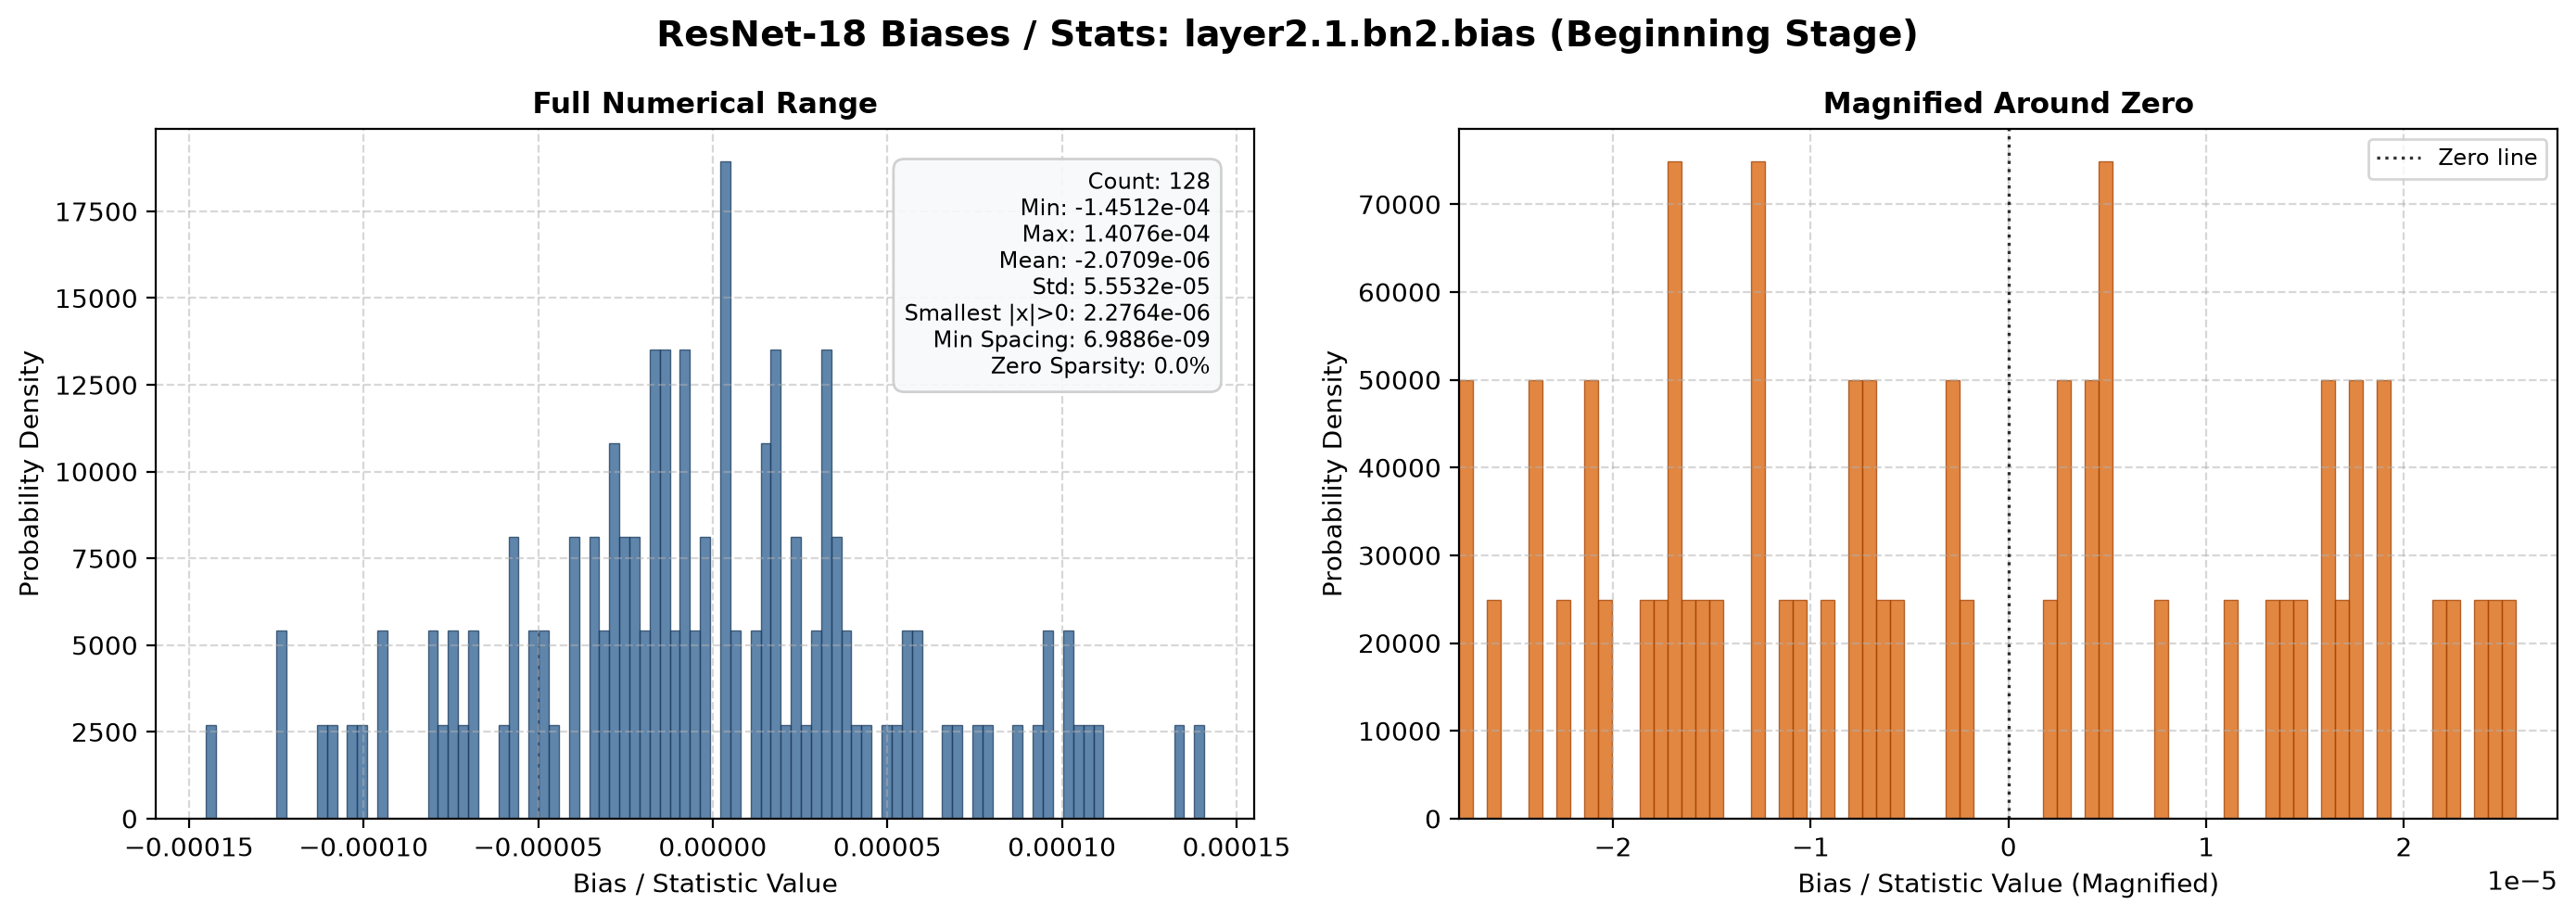 ResNet-18 Biases / Stats: layer2.1.bn2.bias (Beginning Stage)
Full Numerical Range
Probability Density
17500
15000
12500
10000
7500
5000
2500
0
Count: 128
Min: -1.4512e-04
Max: 1.4076e-04
Mean: -2.0709e-06
Std: 5.5532e-05
Smallest |x|>0: 2.2764e-06
Min Spacing: 6.9886e-09
Zero Sparsity: 0.0%
−0.00015 −0.00010 −0.00005 0.00000 0.00005 0.00010 0.00015
Bias / Statistic Value
Magnified Around Zero
Probability Density
70000
60000
50000
40000
30000
20000
10000
0
Zero line
−2 −1 0 1 2
1e−5
Bias / Statistic Value (Magnified)